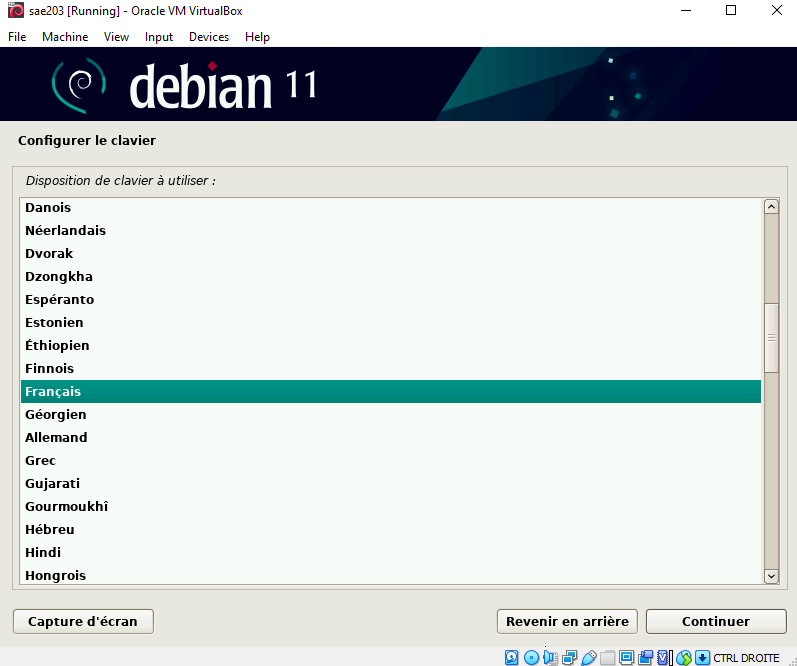 sae203 [Running] - Oracle VM VirtualBox
File Machine View Input Devices Help
debian 11
Configurer le clavier
Disposition de clavier à utiliser :
Danois
Néerlandais
Dvorak
Dzongkha
Espéranto
Estonien
Éthiopien
Finnois
Français
Géorgien
Allemand
Grec
Gujarati
Gourmoukhî
Hébreu
Hindi
Hongrois
Capture d'écran Revenir en arrière Continuer
CTRL DROITE